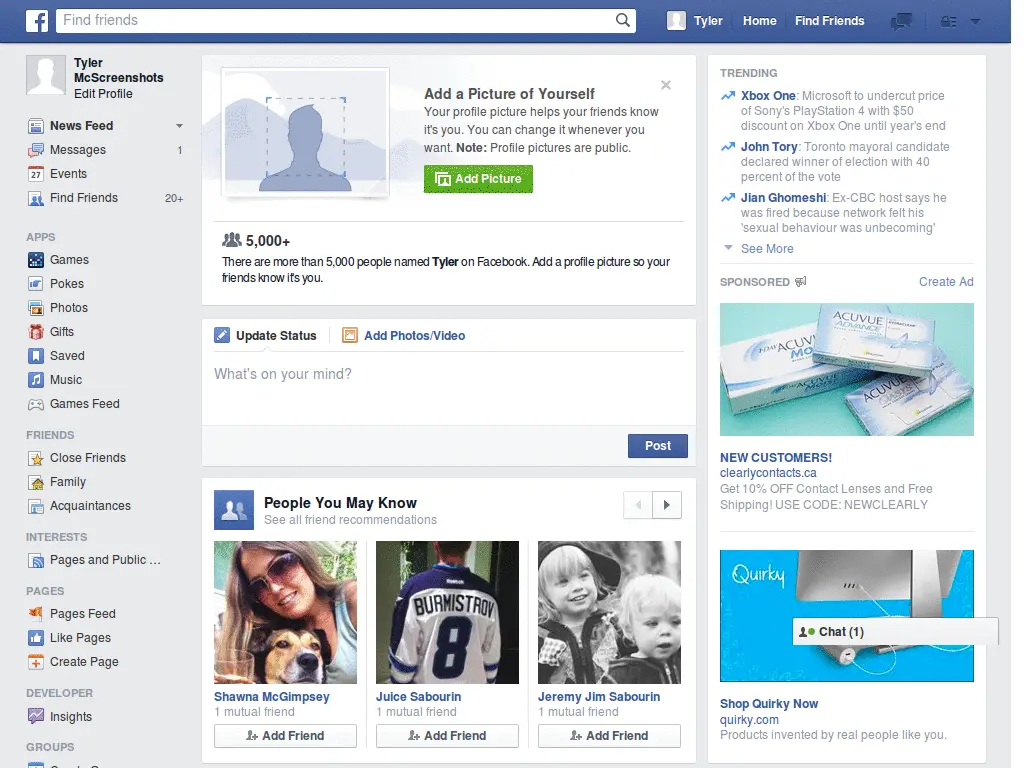 Find friends
Tyler
Home
Find Friends
Tyler
McScreenshots
Edit Profile
News Feed
Messages 1
27 Events
Find Friends 20+
APPS
Games
Pokes
Photos
Gifts
Saved
Music
Games Feed
FRIENDS
Close Friends
Family
Acquaintances
INTERESTS
Pages and Public ...
PAGES
Pages Feed
Like Pages
Create Page
DEVELOPER
Insights
GROUPS
Add a Picture of Yourself
Your profile picture helps your friends know
it's you. You can change it whenever you
want. Note: Profile pictures are public.
Add Picture
5,000+
There are more than 5,000 people named Tyler on Facebook. Add a profile picture so your
friends know it's you.
Update Status
Add Photos/Video
What's on your mind?
Post
People You May Know
See all friend recommendations
Reebok
BURMISTROV
8
Shawna McGimpsey
1 mutual friend
Add Friend
Juice Sabourin
1 mutual friend
Add Friend
Jeremy Jim Sabourin
1 mutual friend
Add Friend
TRENDING
Xbox One: Microsoft to undercut price
of Sony's PlayStation 4 with $50
discount on Xbox One until year's end
John Tory: Toronto mayoral candidate
declared winner of election with 40
percent of the vote
Jian Ghomeshi: Ex-CBC host says he
was fired because network felt his
'sexual behaviour was unbecoming'
See More
SPONSORED
Create Ad
ACUVUE
ADVANCE
1-DAY ACUVUE
MOIST
ACUVUE
NEW CUSTOMERS!
clearlycontacts.ca
Get 10% OFF Contact Lenses and Free
Shipping! USE CODE: NEWCLEARLY
Quirky
Chat (1)
Shop Quirky Now
quirky.com
Products invented by real people like you.